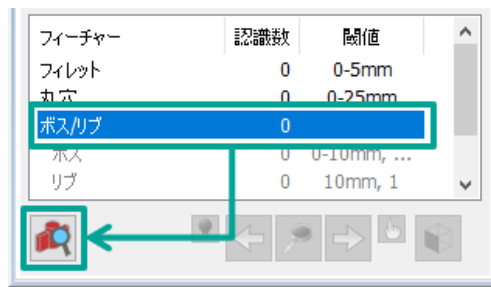 フィーチャー 認識数 閾値
フィレット 0 0-5mm
丸穴 0 0-25mm
ボス/リブ 0
ボス 0 0-10mm, ...
リブ 0 10mm, 1